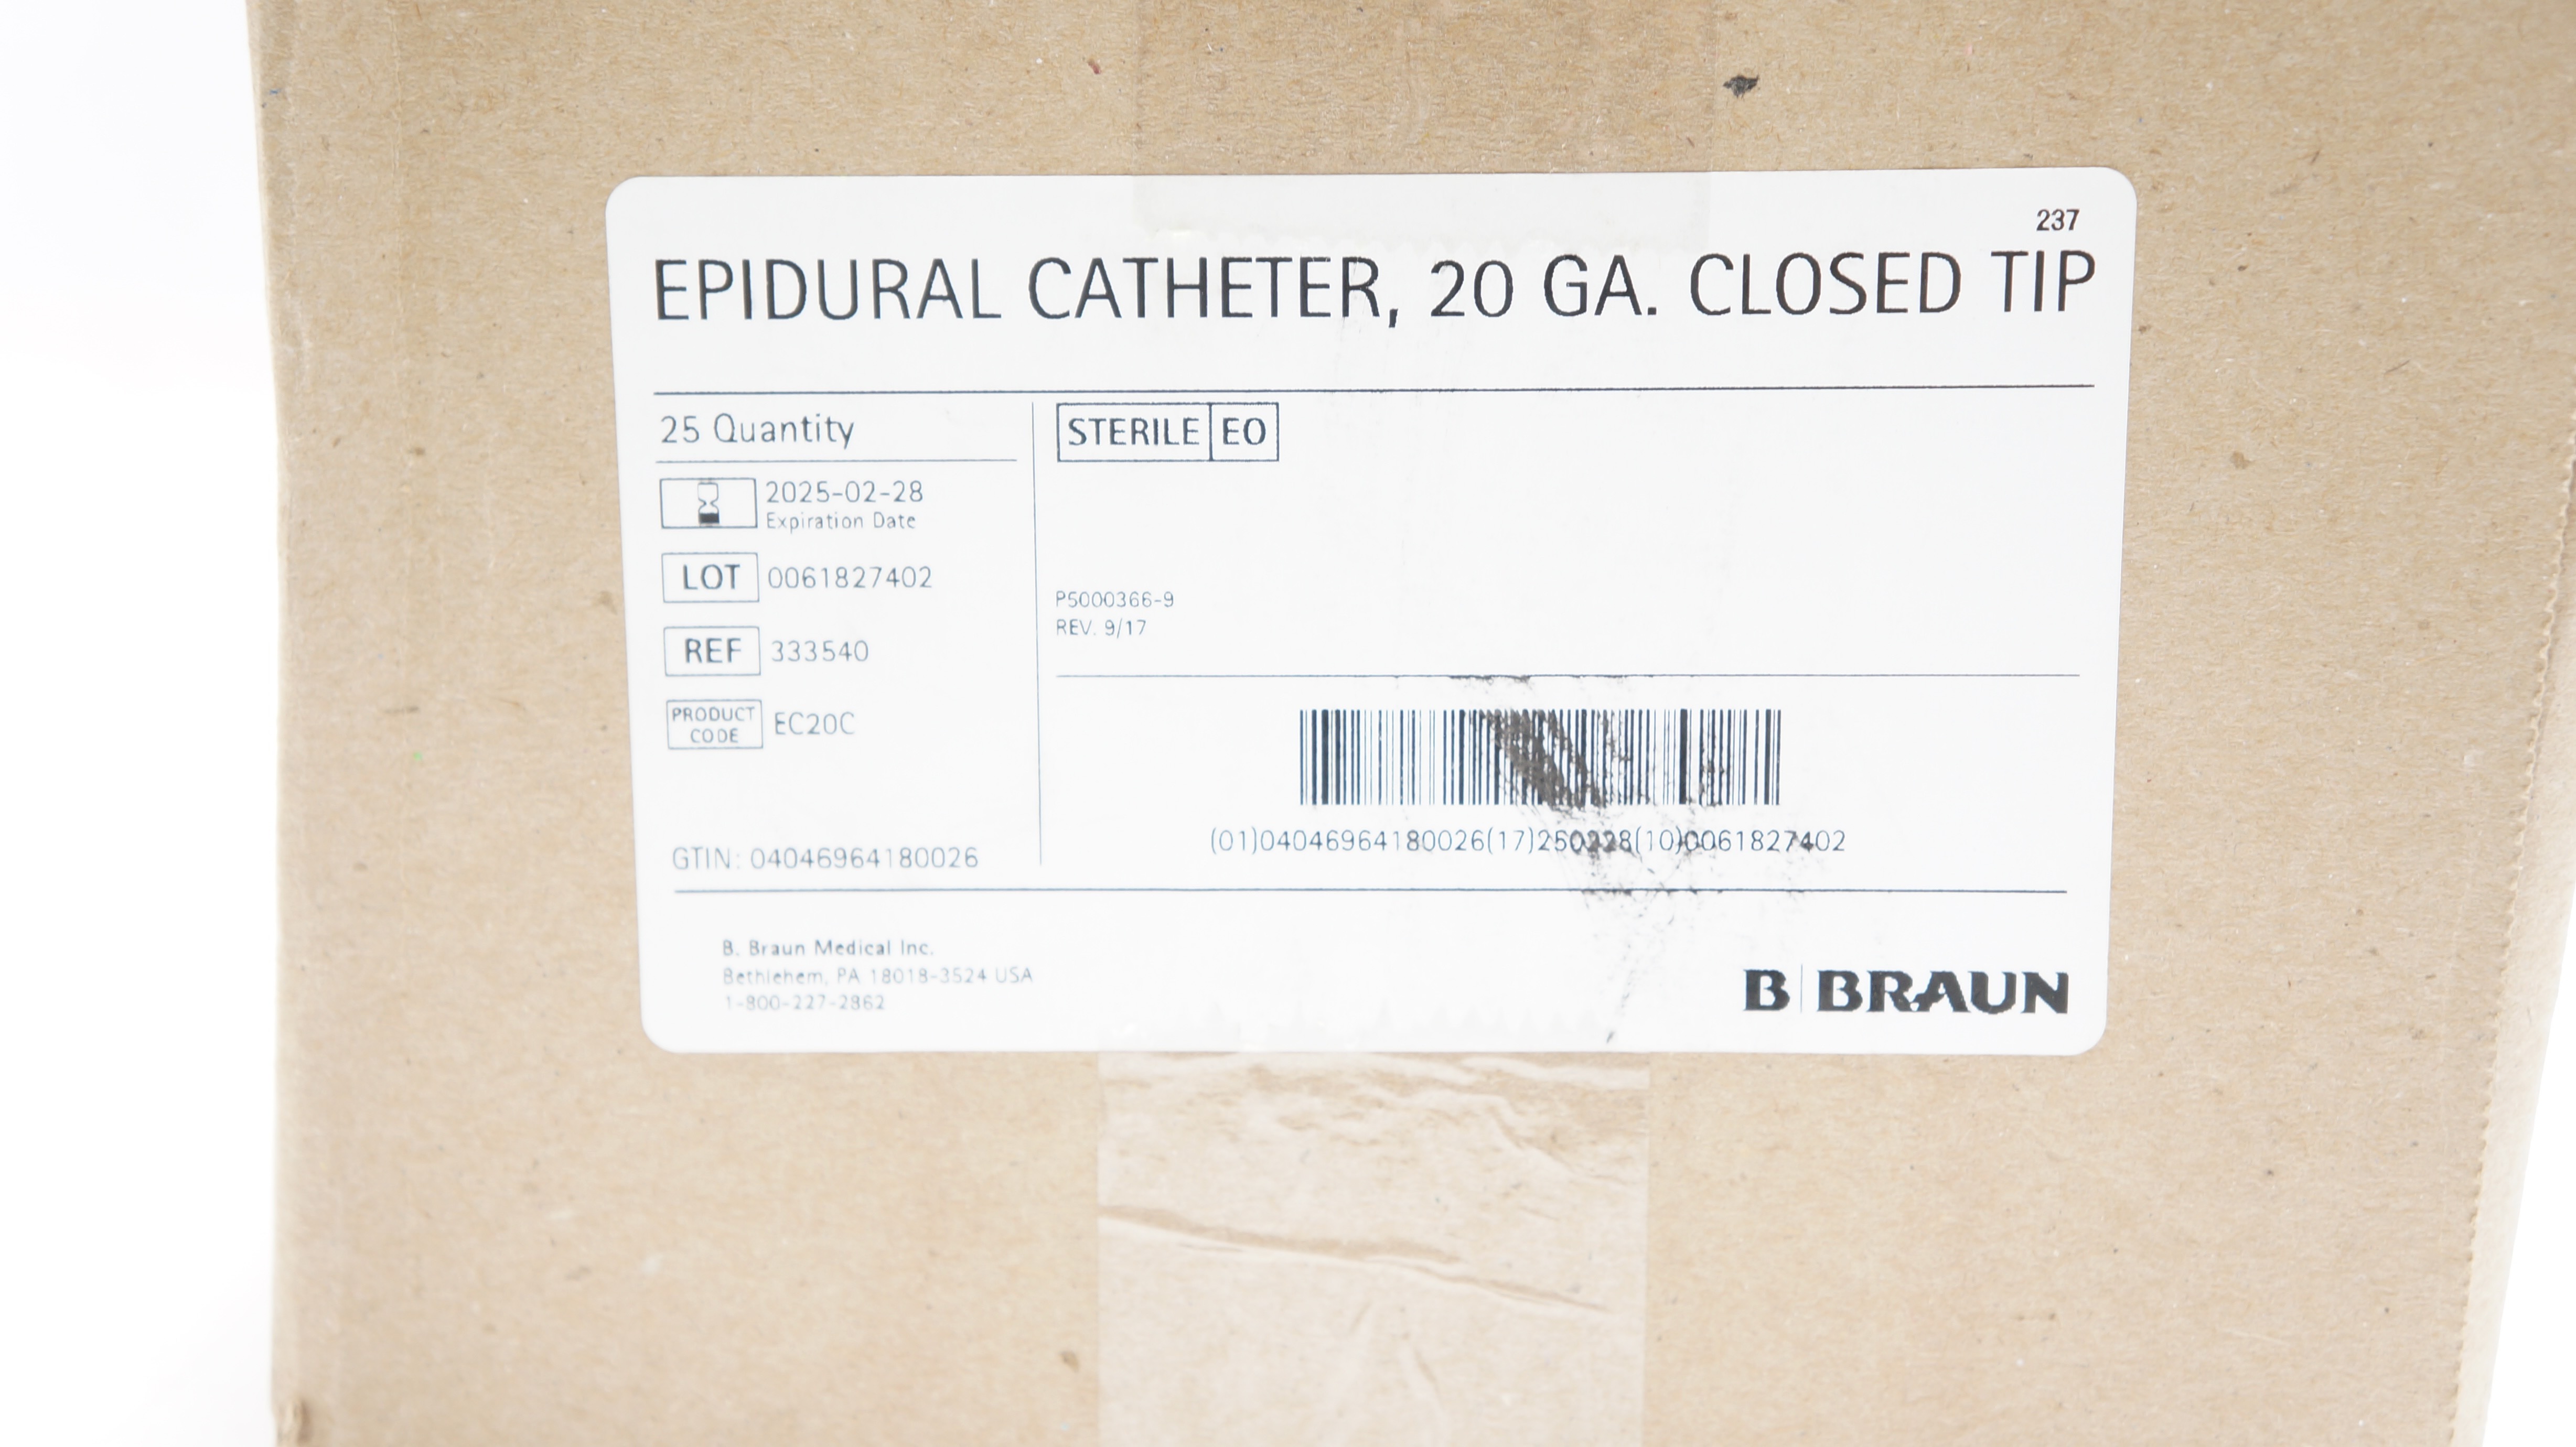 237
EPIDURAL CATHETER, 20 GA. CLOSED TIP
25 Quantity
2025-02-28
Expiration Date
LOT 0061827402
REF 333540
PRODUCT CODE EC20C
GTIN: 04046964180026
STERILE EO
PS000366-9
REV. 9/17
(01)04046964180026(17)250228(10)0061827402
B. Braun Medical Inc.
Bethlehem, PA 18018-3524 USA
1-800-227-2862
B BRAUN